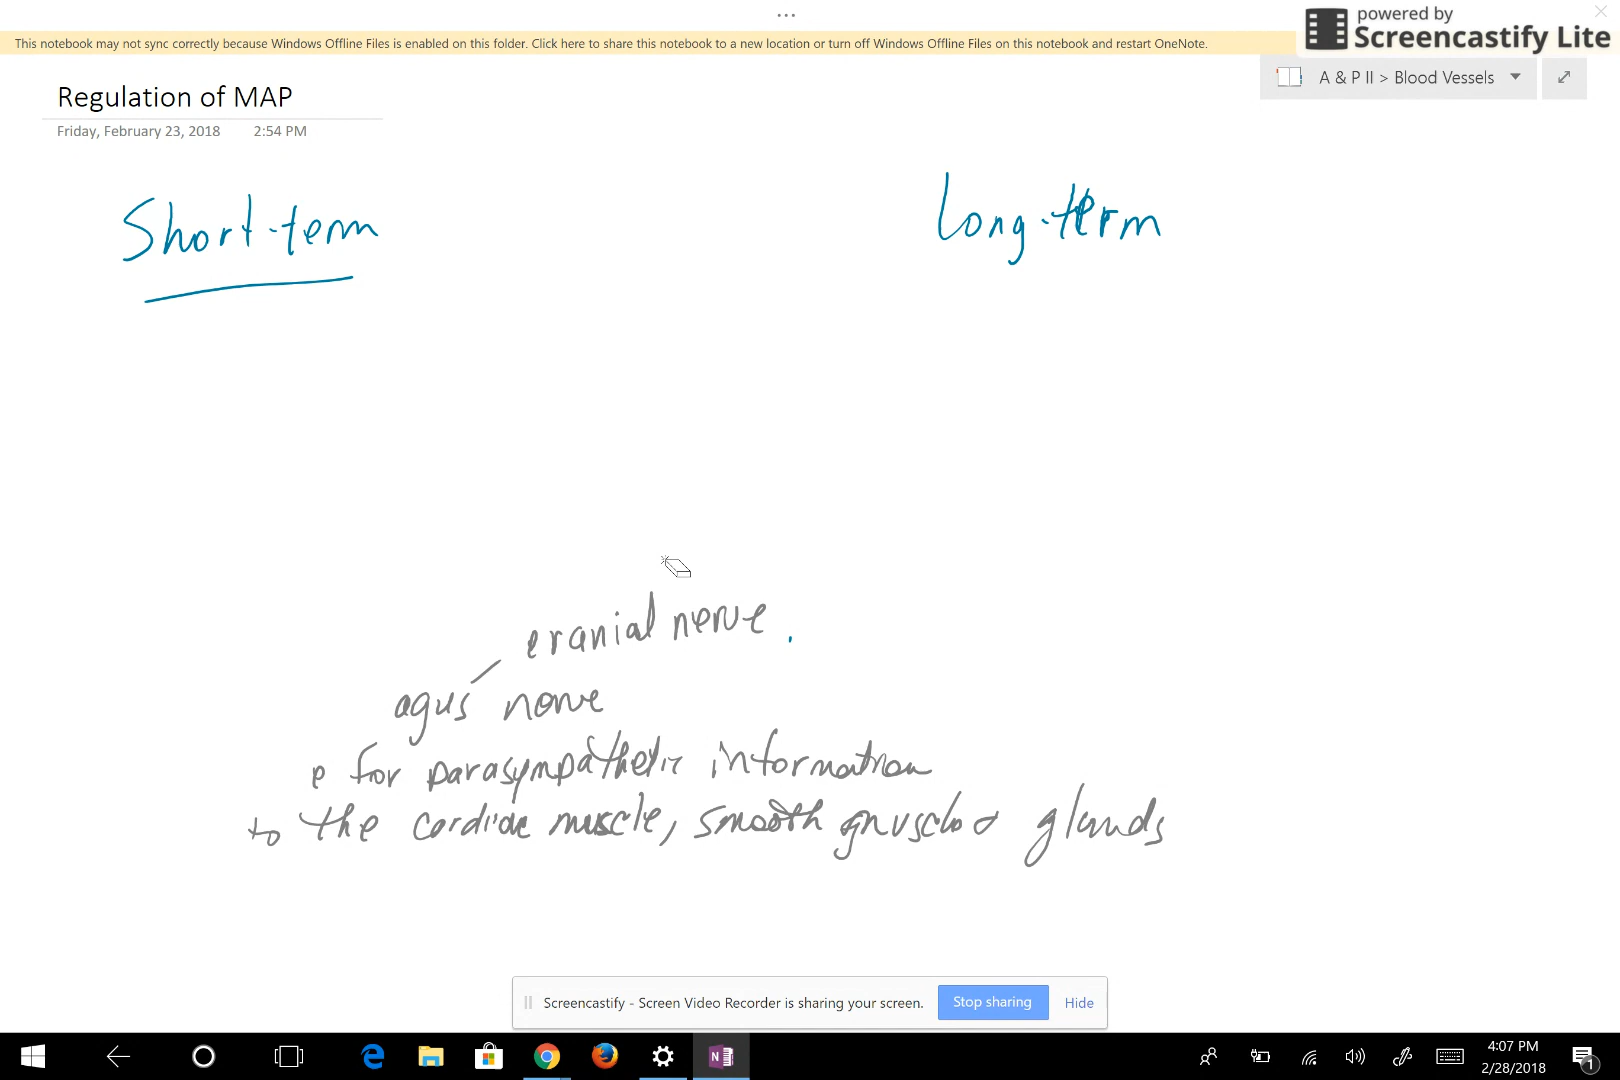 ...
powered by
Screencastify Lite
This notebook may not sync correctly because Windows Offline Files is enabled on this folder. Click here to share this notebook to a new location or turn off Windows Offline Files on this notebook and restart OneNote.
A & P II > Blood Vessels
Regulation of MAP
Friday, February 23, 2018 2:54 PM
Short-term
Long-term
cranial nerve
agus nerve
e for parasympathetic information
to the cardiac muscle, smooth glands
Screencastify - Screen Video Recorder is sharing your screen. Stop sharing Hide
4:07 PM
2/28/2018
1